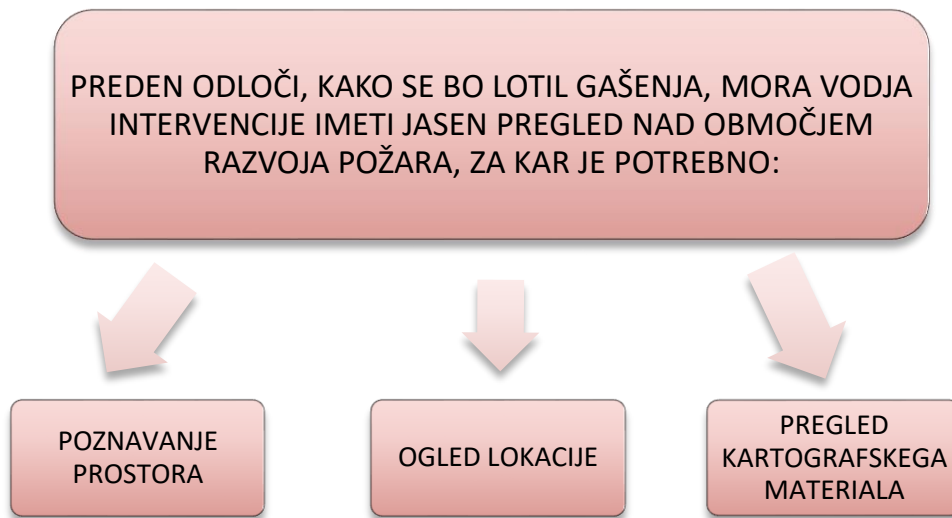 PREDEN ODLOČI, KAKO SE BO LOTIL GAŠENJA, MORA VODJA
INTERVENCIJE IMETI JASEN PREGLED NAD OBMOČJEM
RAZVOJA POŽARA, ZA KAR JE POTREBNO:
POZNAVANJE
PROSTORA
OGLED LOKACIJE
PREGLED
KARTOGRAFSKEGA
MATERIALA